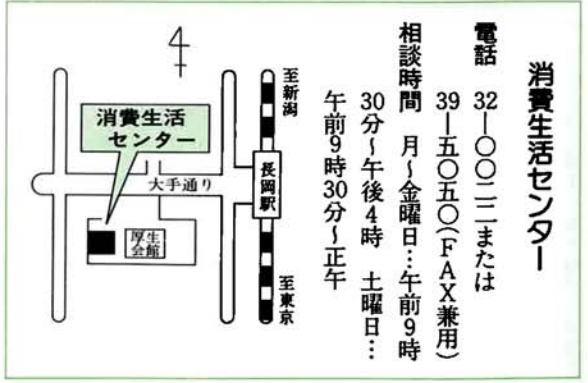 消費生活センター
電話　32―〇〇二二または
39―五〇五〇(FAX兼用)
相談時間　月～金曜日…午前9時
30分～午後4時　土曜日…
午前9時30分～正午
至新潟
長岡駅
至東京
大手通り
消費生活
センター
厚生
会館
4